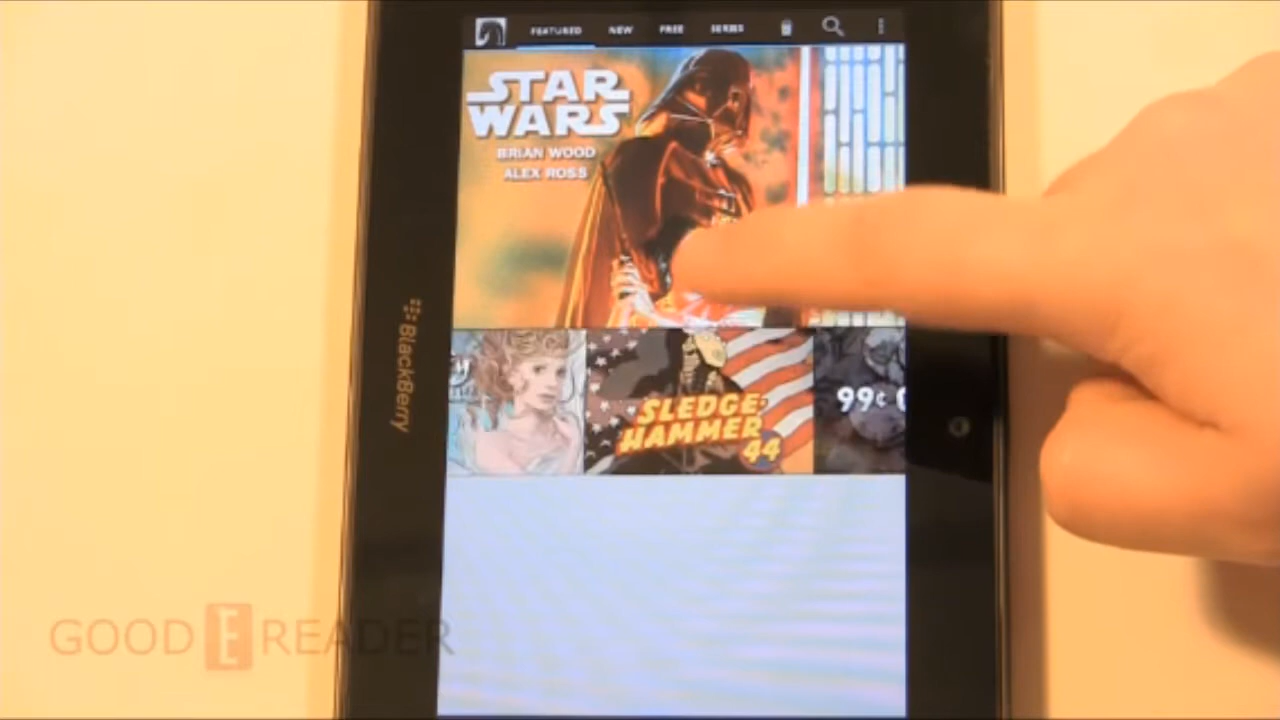 FEATURED NEW FREE SERIES
STAR
WARS
BRIAN WOOD
ALEX ROSS
BlackBerry
SLEDGE-
HAMMER
44
99¢
GOOD E READER